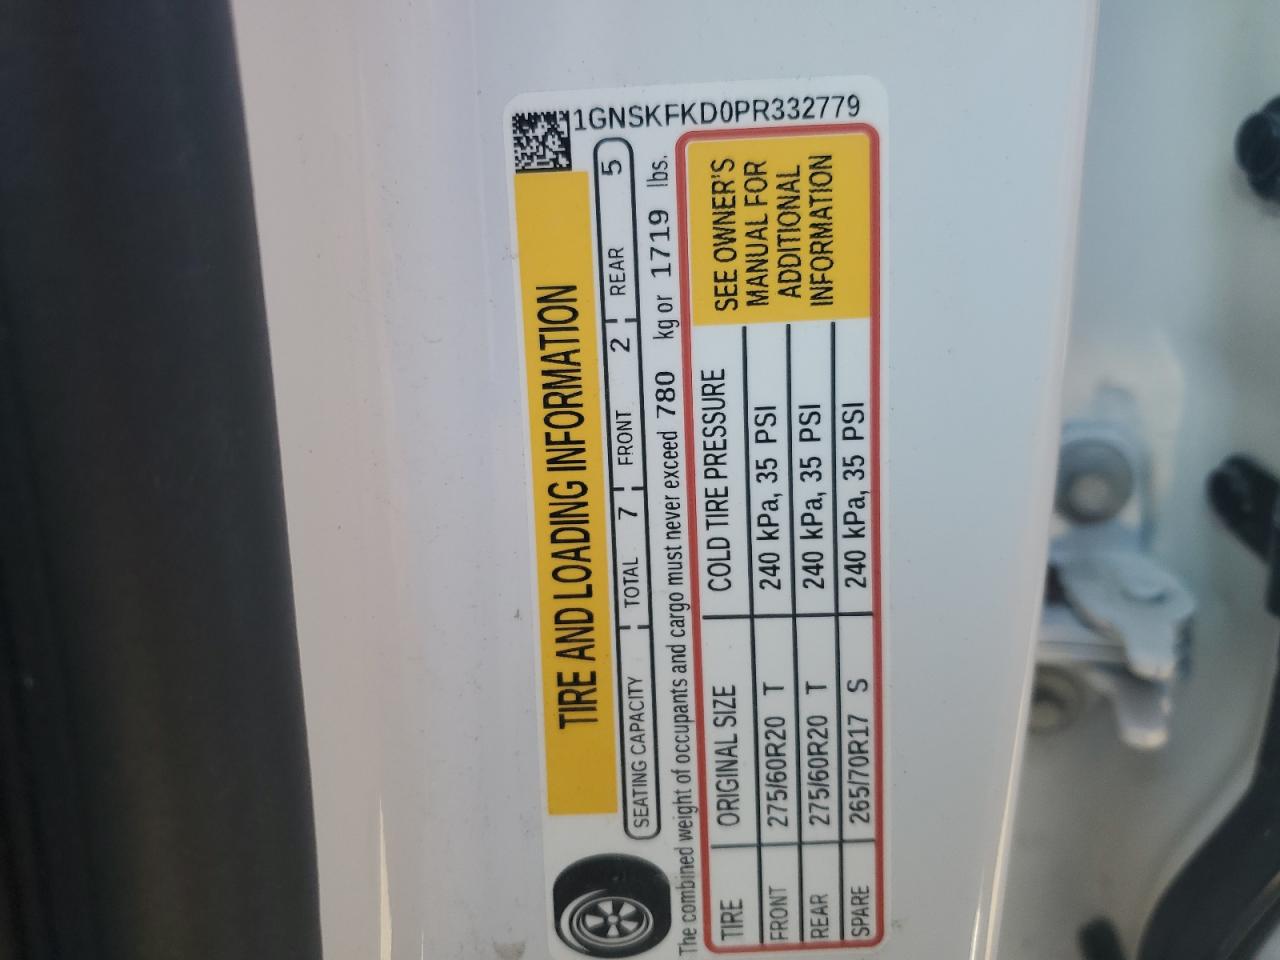 1GNSKFKD0PR332779
TIRE AND LOADING INFORMATION
SEATING CAPACITY TOTAL 7 FRONT 2 REAR 5
The combined weight of occupants and cargo must never exceed 780 kg or 1719 lbs.
TIRE ORIGINAL SIZE COLD TIRE PRESSURE
FRONT 275/60R20 T 240 kPa, 35 PSI
REAR 275/60R20 T 240 kPa, 35 PSI
SPARE 265/70R17 S 240 kPa, 35 PSI
SEE OWNER'S
MANUAL FOR
ADDITIONAL
INFORMATION